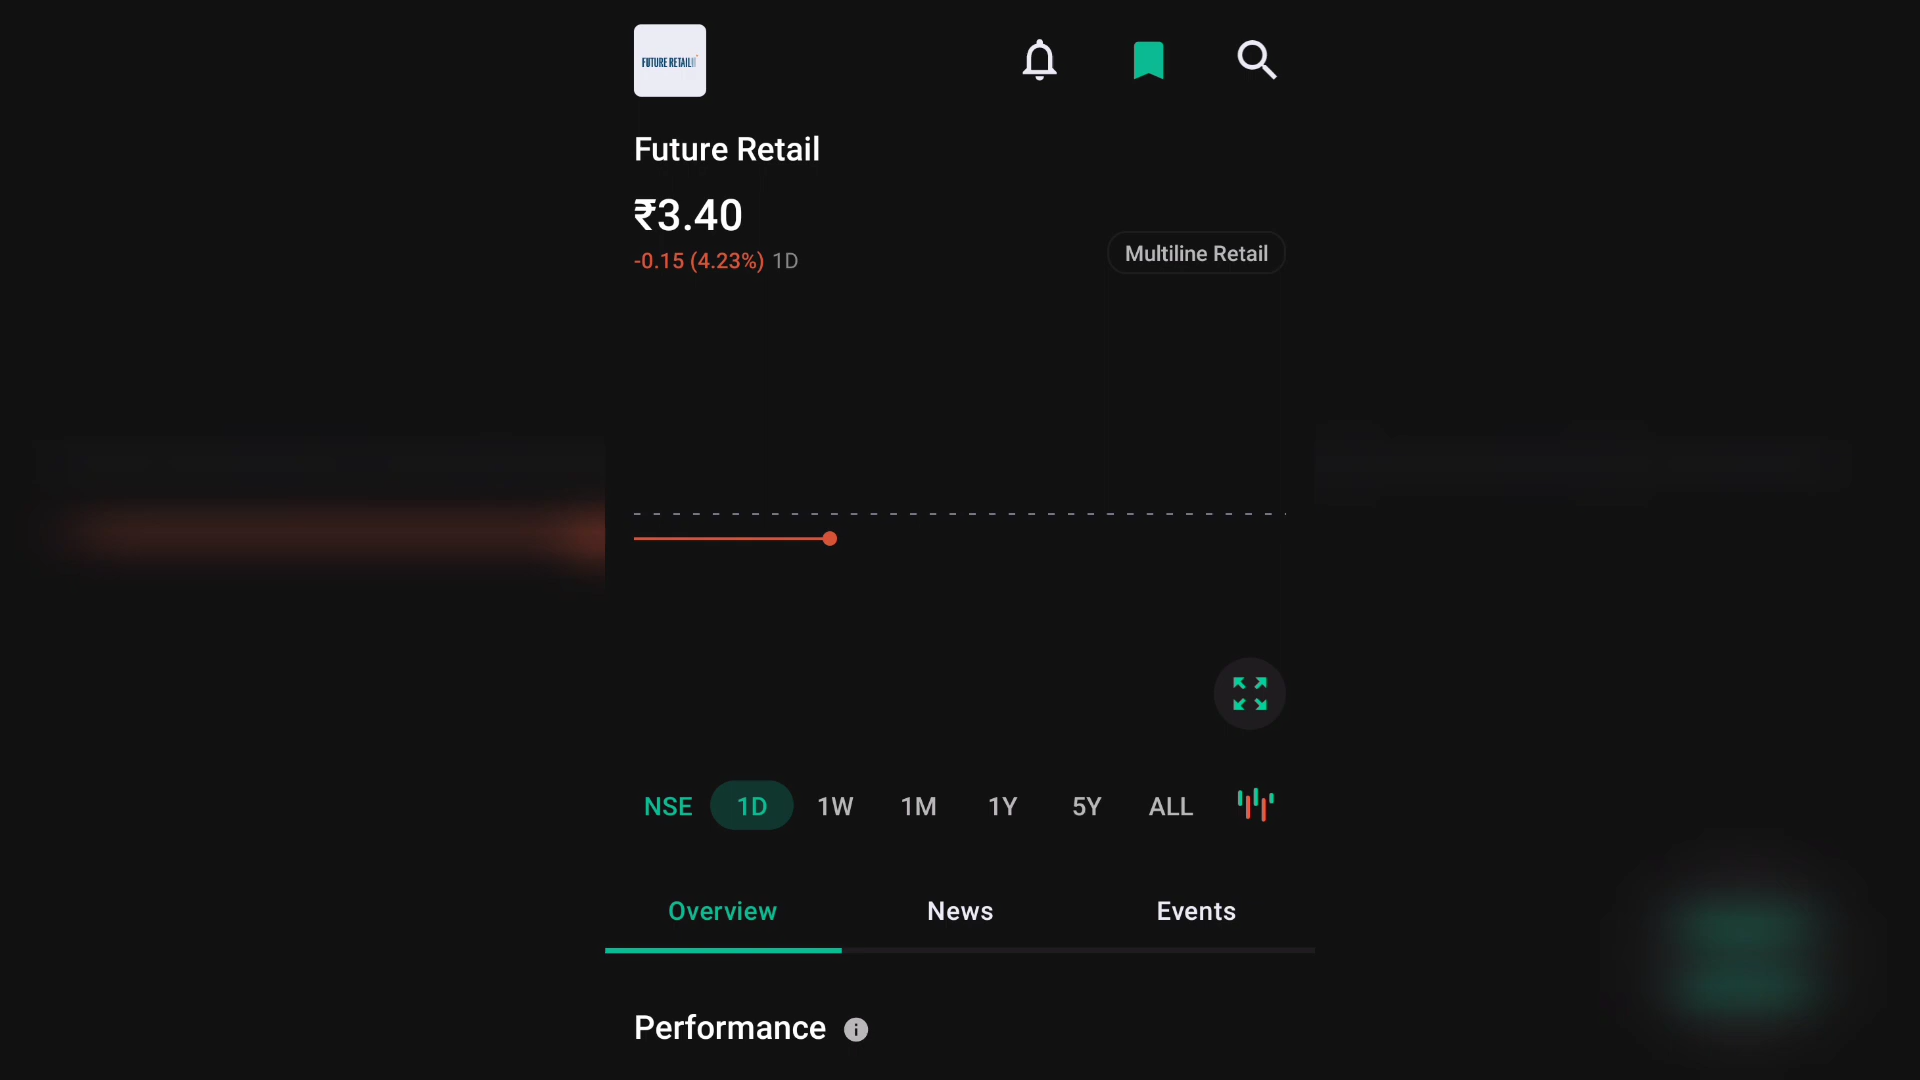 FUTURE RETAIL
Future Retail
₹3.40
-0.15 (4.23%) 1D
Multiline Retail
NSE 1D 1W 1M 1Y 5Y ALL
Overview News Events
Performance